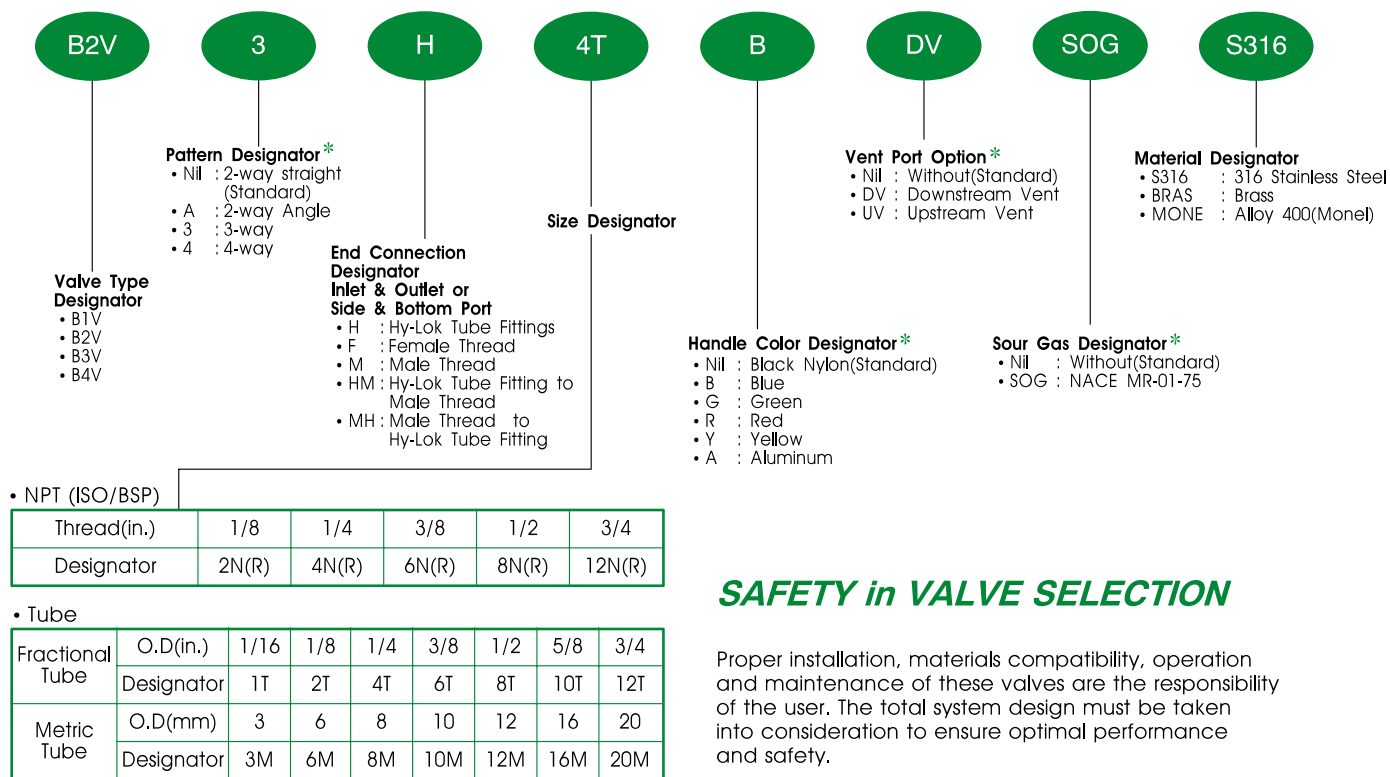 B2V 3 H 4T B DV SOG S316
Pattern Designator*
• Nil : 2-way straight
(Standard)
• A : 2-way Angle
• 3 : 3-way
• 4 : 4-way
Vent Port Option*
• Nil : Without(Standard)
• DV : Downstream Vent
• UV : Upstream Vent
Material Designator
• S316 : 316 Stainless Steel
• BRAS : Brass
• MONE : Alloy 400(Monel)
Size Designator
Valve Type
Designator
• B1V
• B2V
• B3V
• B4V
End Connection
Designator
Inlet & Outlet or
Side & Bottom Port
• H : Hy-Lok Tube Fittings
• F : Female Thread
• M : Male Thread
• HM : Hy-Lok Tube Fitting to
Male Thread
• MH : Male Thread to
Hy-Lok Tube Fitting
Handle Color Designator*
• Nil : Black Nylon(Standard)
• B : Blue
• G : Green
• R : Red
• Y : Yellow
• A : Aluminum
Sour Gas Designator*
• Nil : Without(Standard)
• SOG : NACE MR-01-75
• NPT (ISO/BSP)
Thread(in.) 1/8 1/4 3/8 1/2 3/4
Designator 2N(R) 4N(R) 6N(R) 8N(R) 12N(R)
• Tube
Fractional Tube O.D(in.) 1/16 1/8 1/4 3/8 1/2 5/8 3/4
Designator 1T 2T 4T 6T 8T 10T 12T
Metric Tube O.D(mm) 3 6 8 10 12 16 20
Designator 3M 6M 8M 10M 12M 16M 20M
SAFETY in VALVE SELECTION
Proper installation, materials compatibility, operation
and maintenance of these valves are the responsibility
of the user. The total system design must be taken
into consideration to ensure optimal performance
and safety.